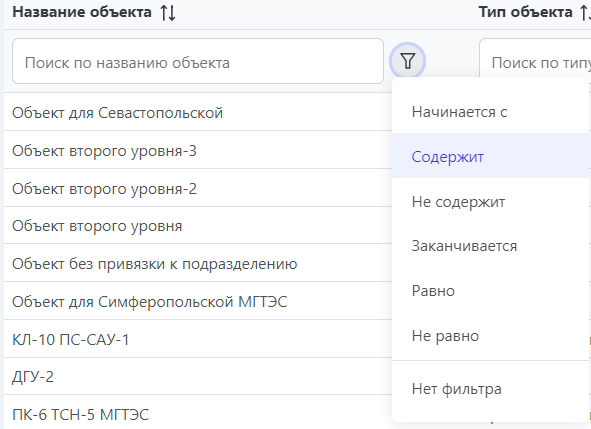 Название объекта
Тип объекта
Поиск по названию объекта
Поиск по типу
Объект для Севастопольской
Объект второго уровня-3
Объект второго уровня-2
Объект второго уровня
Объект без привязки к подразделению
Объект для Симферопольской МГТЭС
КЛ-10 ПС-САУ-1
ДГУ-2
ПК-6 ТСН-5 МГТЭС
Начинается с
Содержит
Не содержит
Заканчивается
Равно
Не равно
Нет фильтра